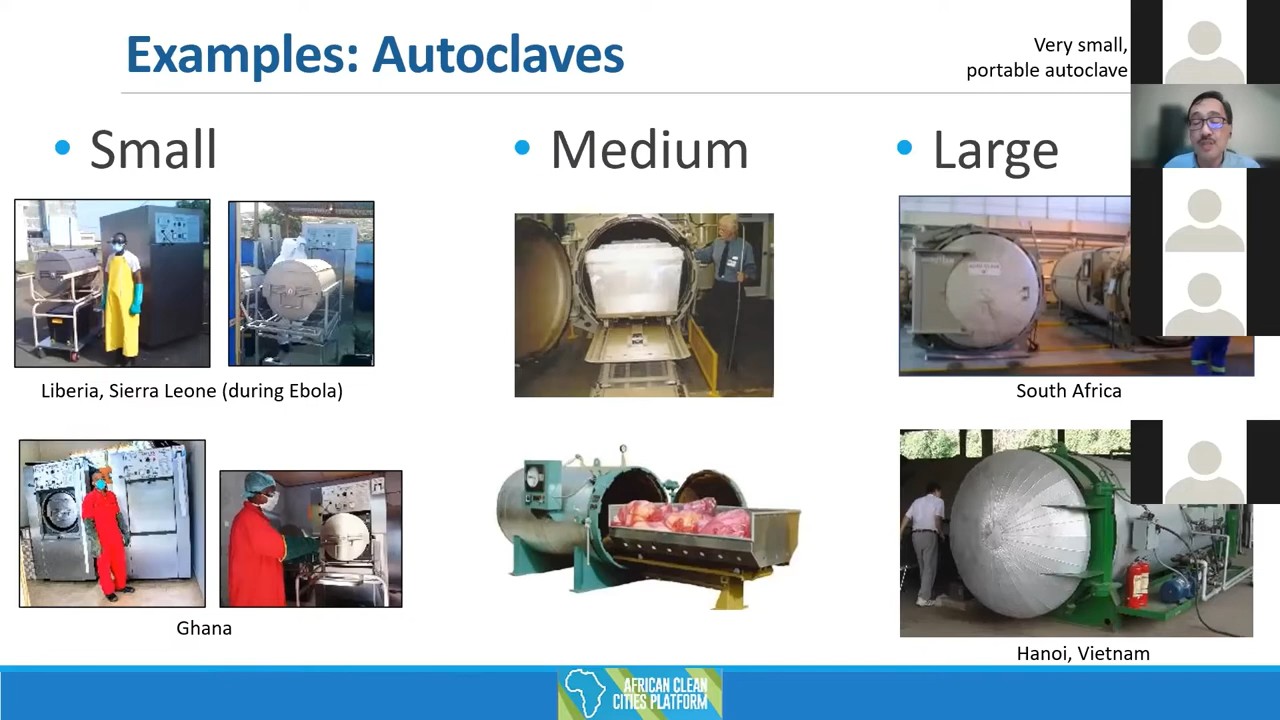 Examples: Autoclaves
Very small,
portable autoclave
• Small
• Medium
• Large
Liberia, Sierra Leone (during Ebola)
South Africa
Ghana
Hanoi, Vietnam
AFRICAN CLEAN
CITIES PLATFORM